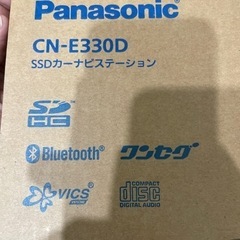 Panasonic
CN-E330D
SSDカーナビステーション
SD
HC
Bluetooth®
ワンセグ
VICS
COMPACT
disc
DIGITAL AUDIO